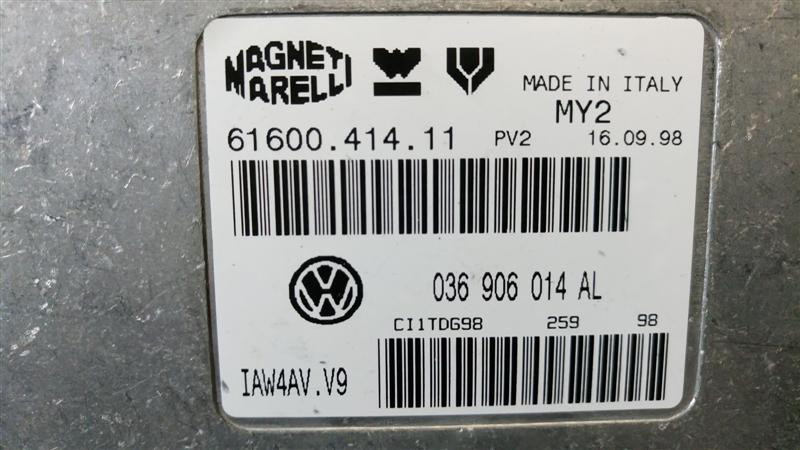 MAGNETI
MARELLI
MADE IN ITALY
MY2
61600.414.11 PV2 16.09.98
036 906 014 AL
CI1TDG98 259 98
IAW4AV.V9